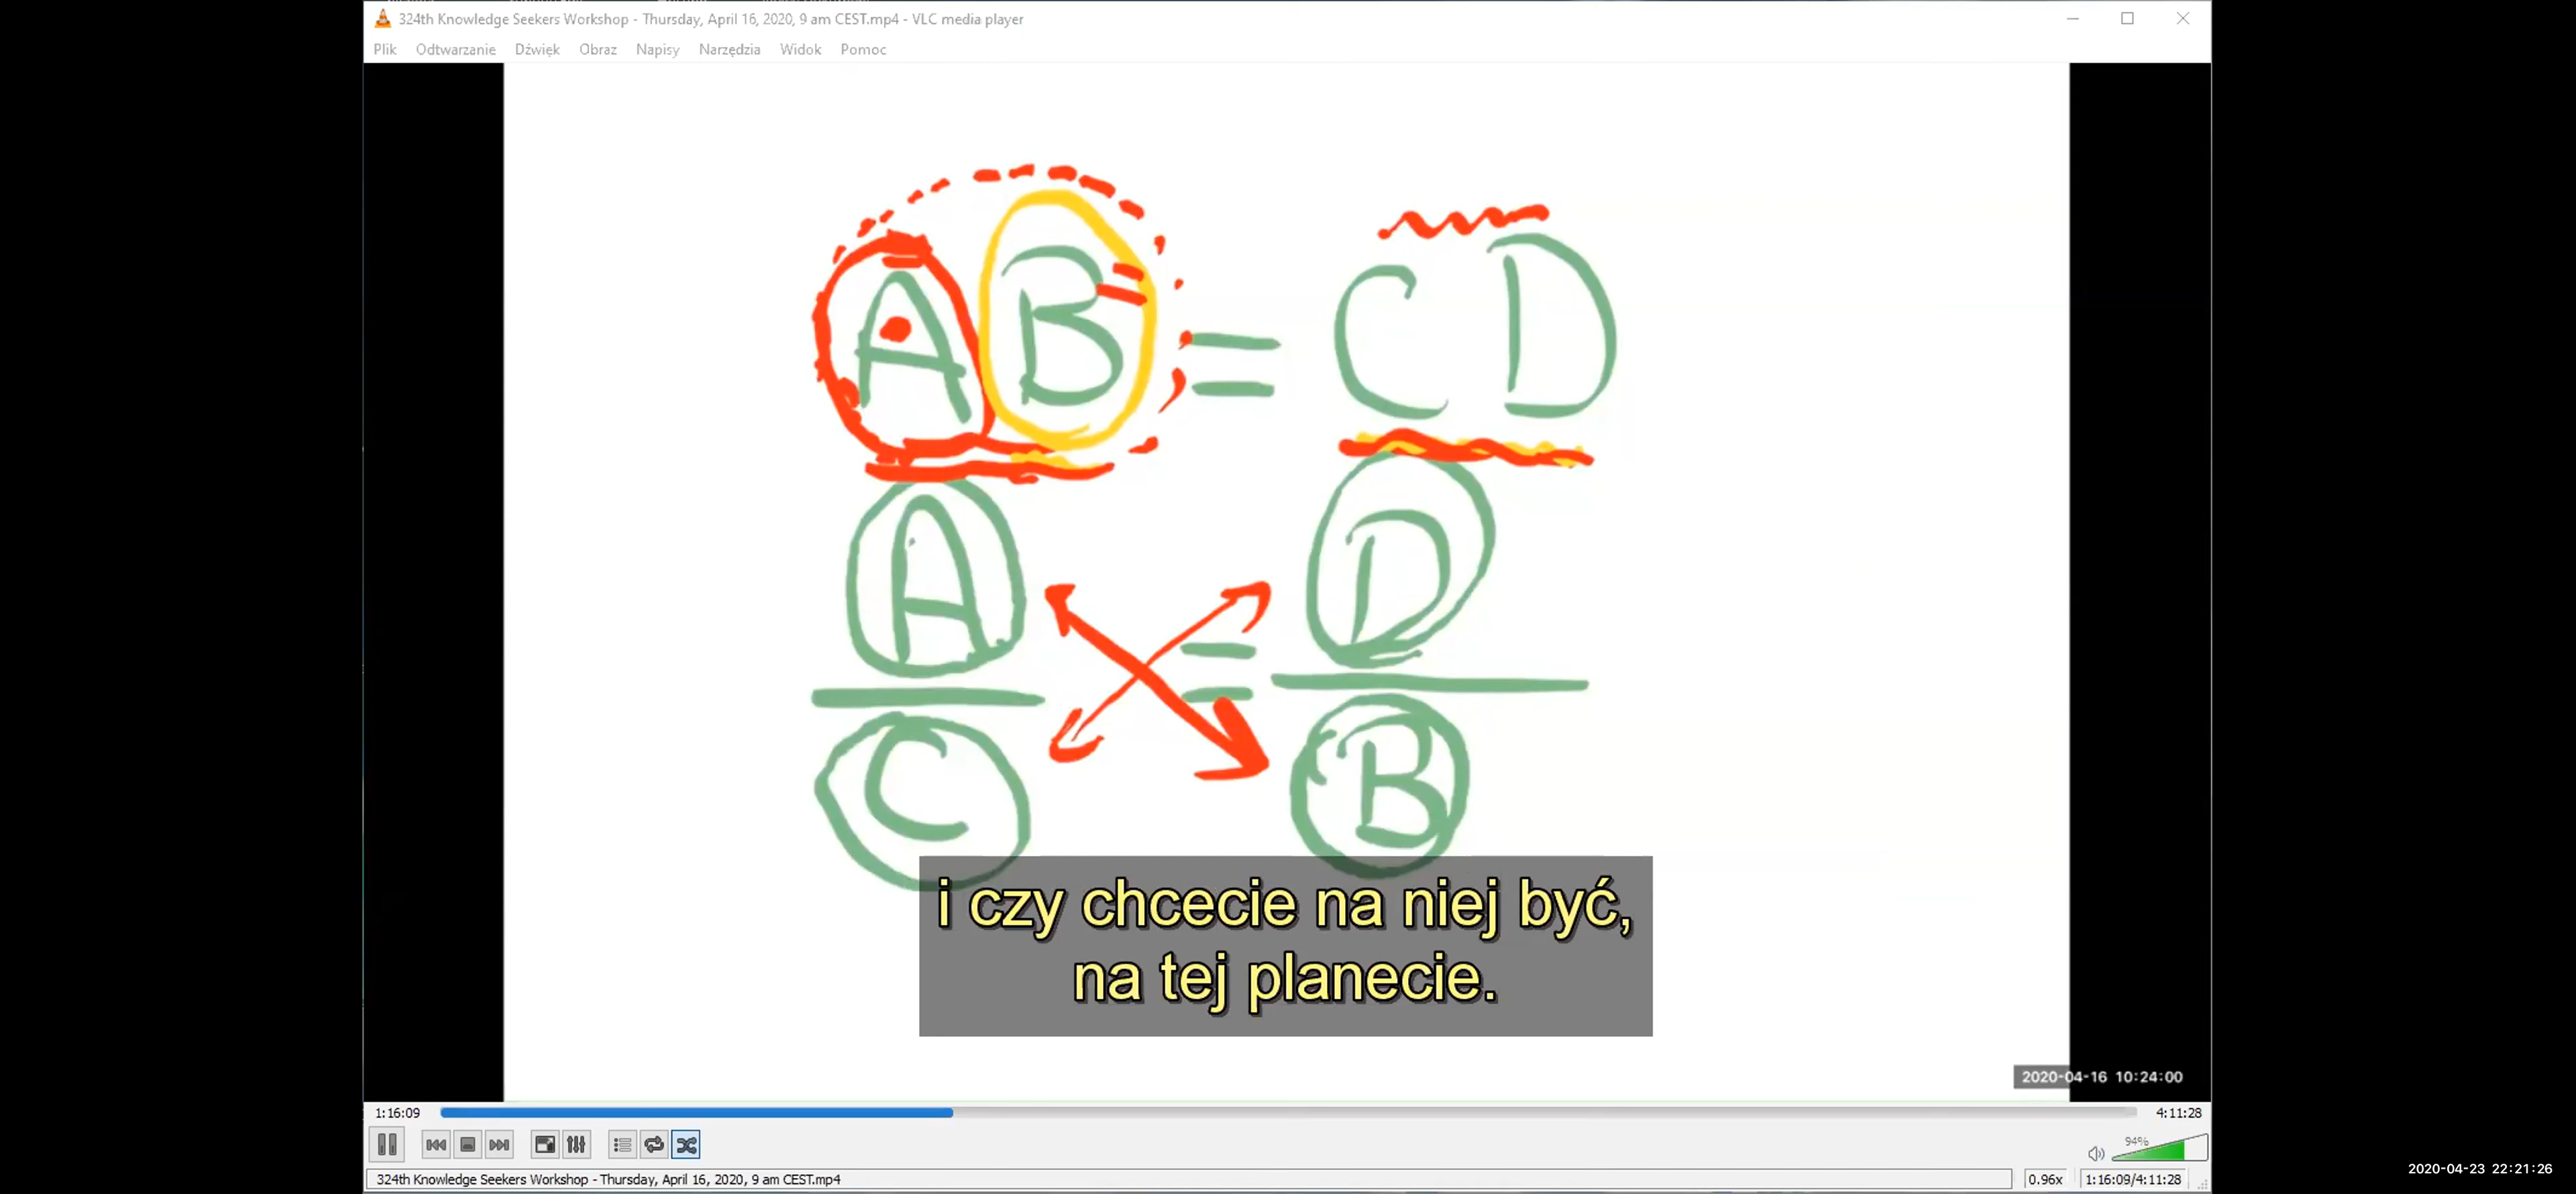 324th Knowledge Seekers Workshop - Thursday, April 16, 2020, 9 am CEST.mp4 - VLC media player
Plik Odtwarzanie Dźwięk Obraz Napisy Narzędzia Widok Pomoc
AB = CD
A = D
C B
i czy chcecie na niej być,
na tej planecie.
2020-04-16 10:24:00
1:16:09 4:11:28
94%
324th Knowledge Seekers Workshop - Thursday, April 16, 2020, 9 am CEST.mp4 0.96x 1:16:09/4:11:28
2020-04-23 22:21:26